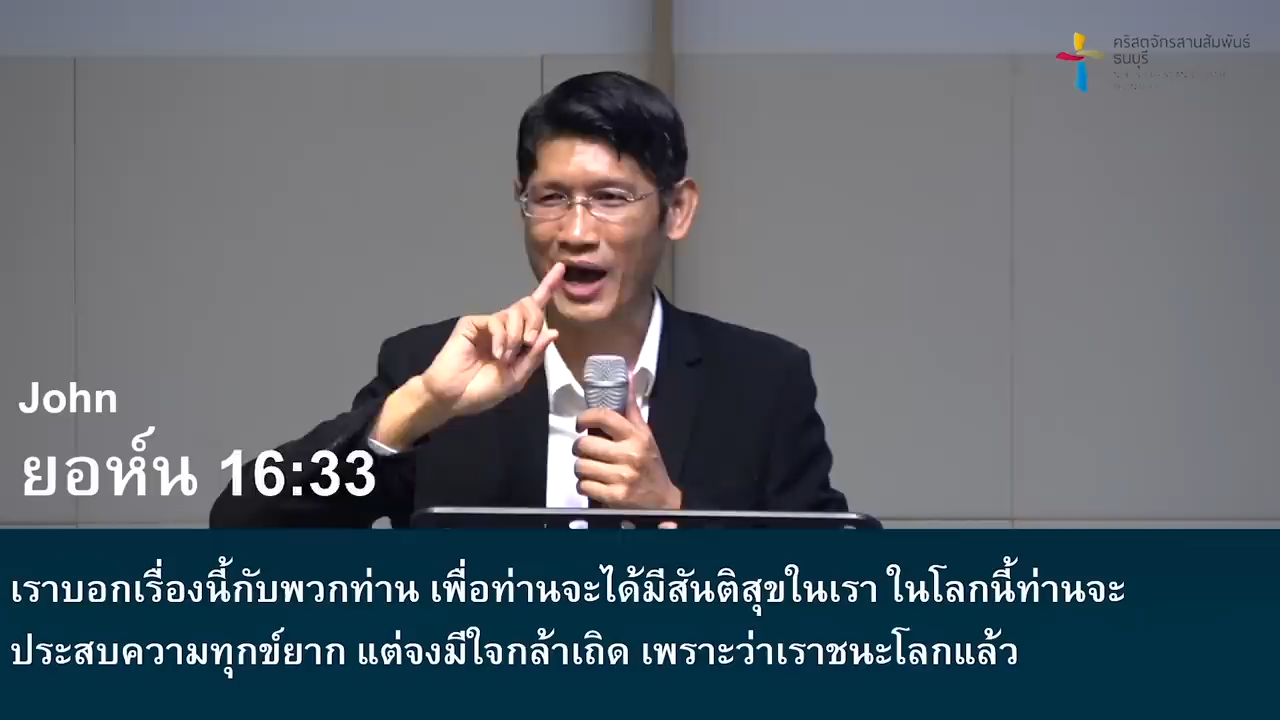 คริสตจักรสานสัมพันธ์
ธนบุรี
John
ยอห์น 16:33
เราบอกเรื่องนี้กับพวกท่าน เพื่อท่านจะได้มีสันติสุขในเรา ในโลกนี้ท่านจะ
ประสบความทุกข์ยาก แต่จงมีใจกล้าเถิด เพราะว่าเราชนะโลกแล้ว